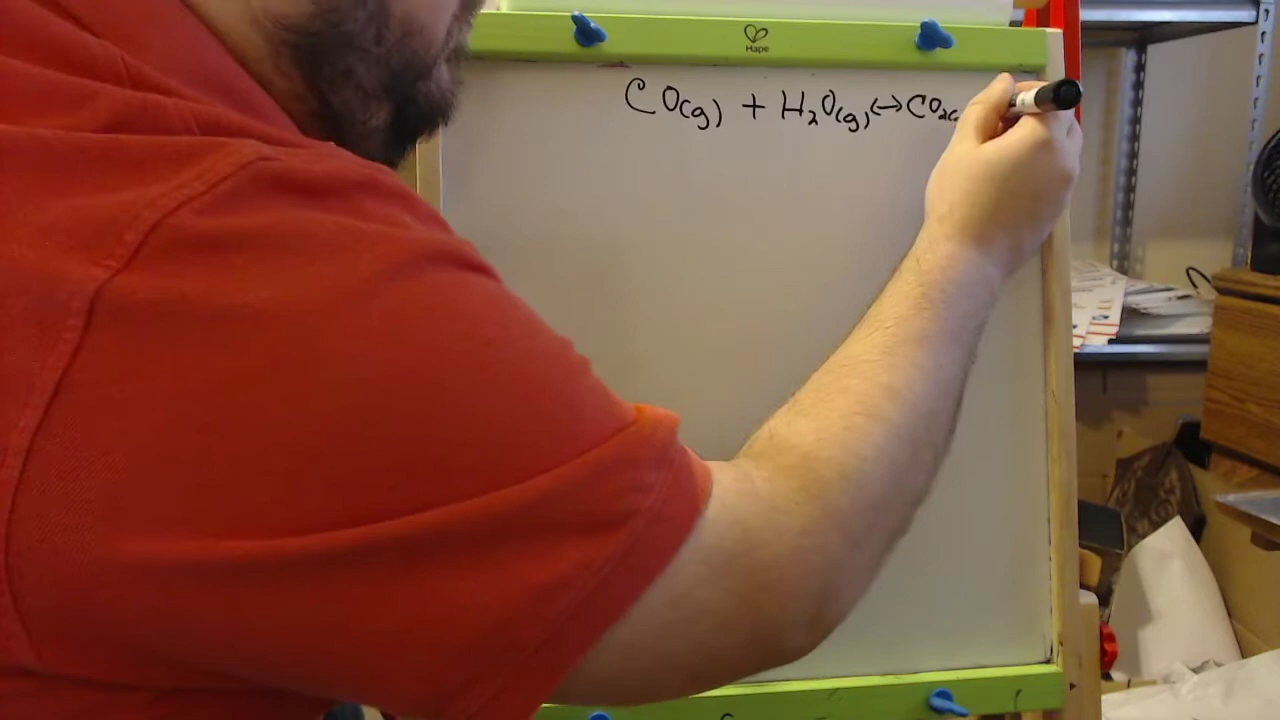 Hape
CO(g) + H₂O(g) ↔ CO₂(